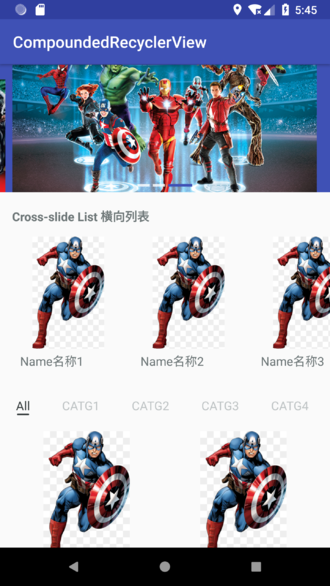 5:45
CompoundedRecyclerView
Cross-slide List 横向列表
Name名称1 Name名称2 Name名称3
All CATG1 CATG2 CATG3 CATG4